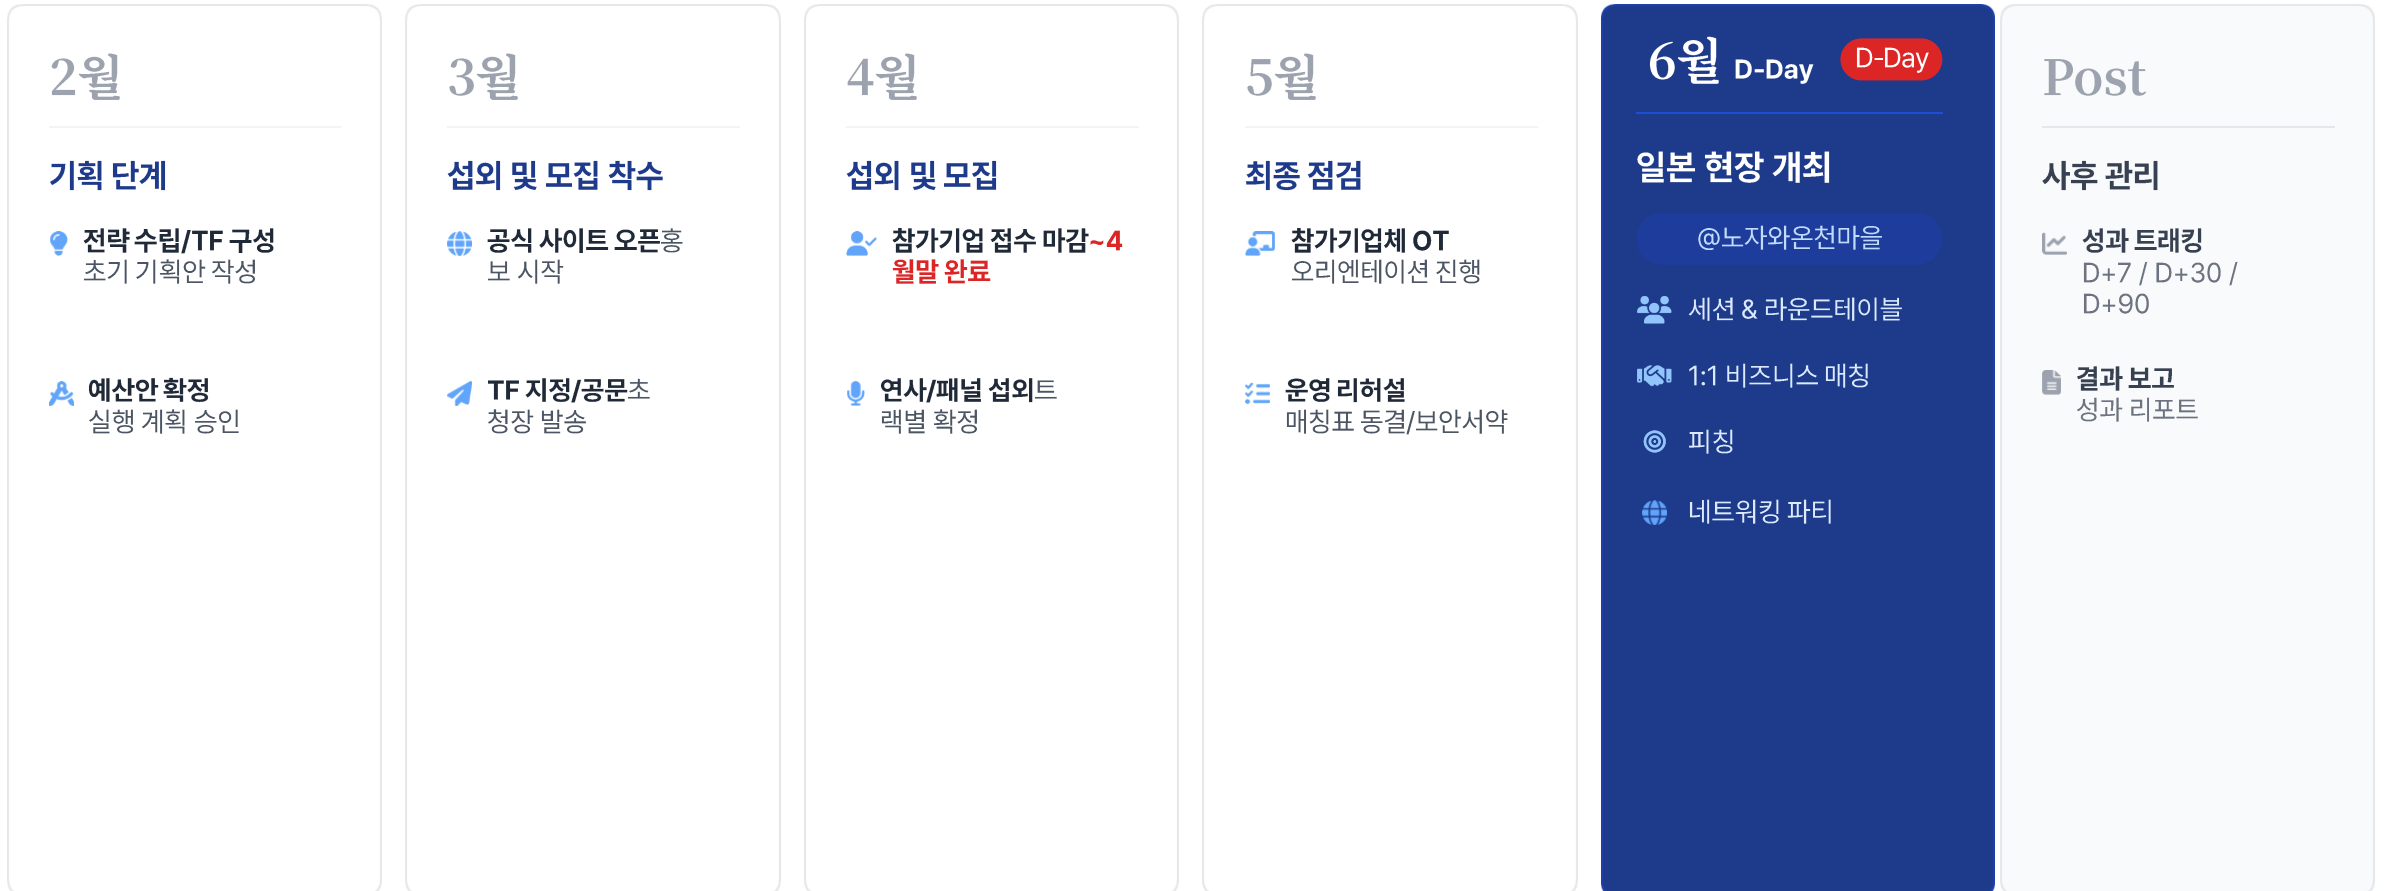 2월
기획 단계
전략 수립/TF 구성
초기 기획안 작성
예산안 확정
실행 계획 승인
3월
섭외 및 모집 착수
공식 사이트 오픈홍
보 시작
TF 지정/공문초
청장 발송
4월
섭외 및 모집
참가기업 접수 마감~4
월말 완료
연사/패널 섭외트
랙별 확정
5월
최종 점검
참가기업체 OT
오리엔테이션 진행
운영 리허설
매칭표 동결/보안서약
6월 D-Day D-Day
일본 현장 개최
@노자와온천마을
세션 & 라운드테이블
1:1 비즈니스 매칭
피칭
네트워킹 파티
Post
사후 관리
성과 트래킹
D+7 / D+30 /
D+90
결과 보고
성과 리포트